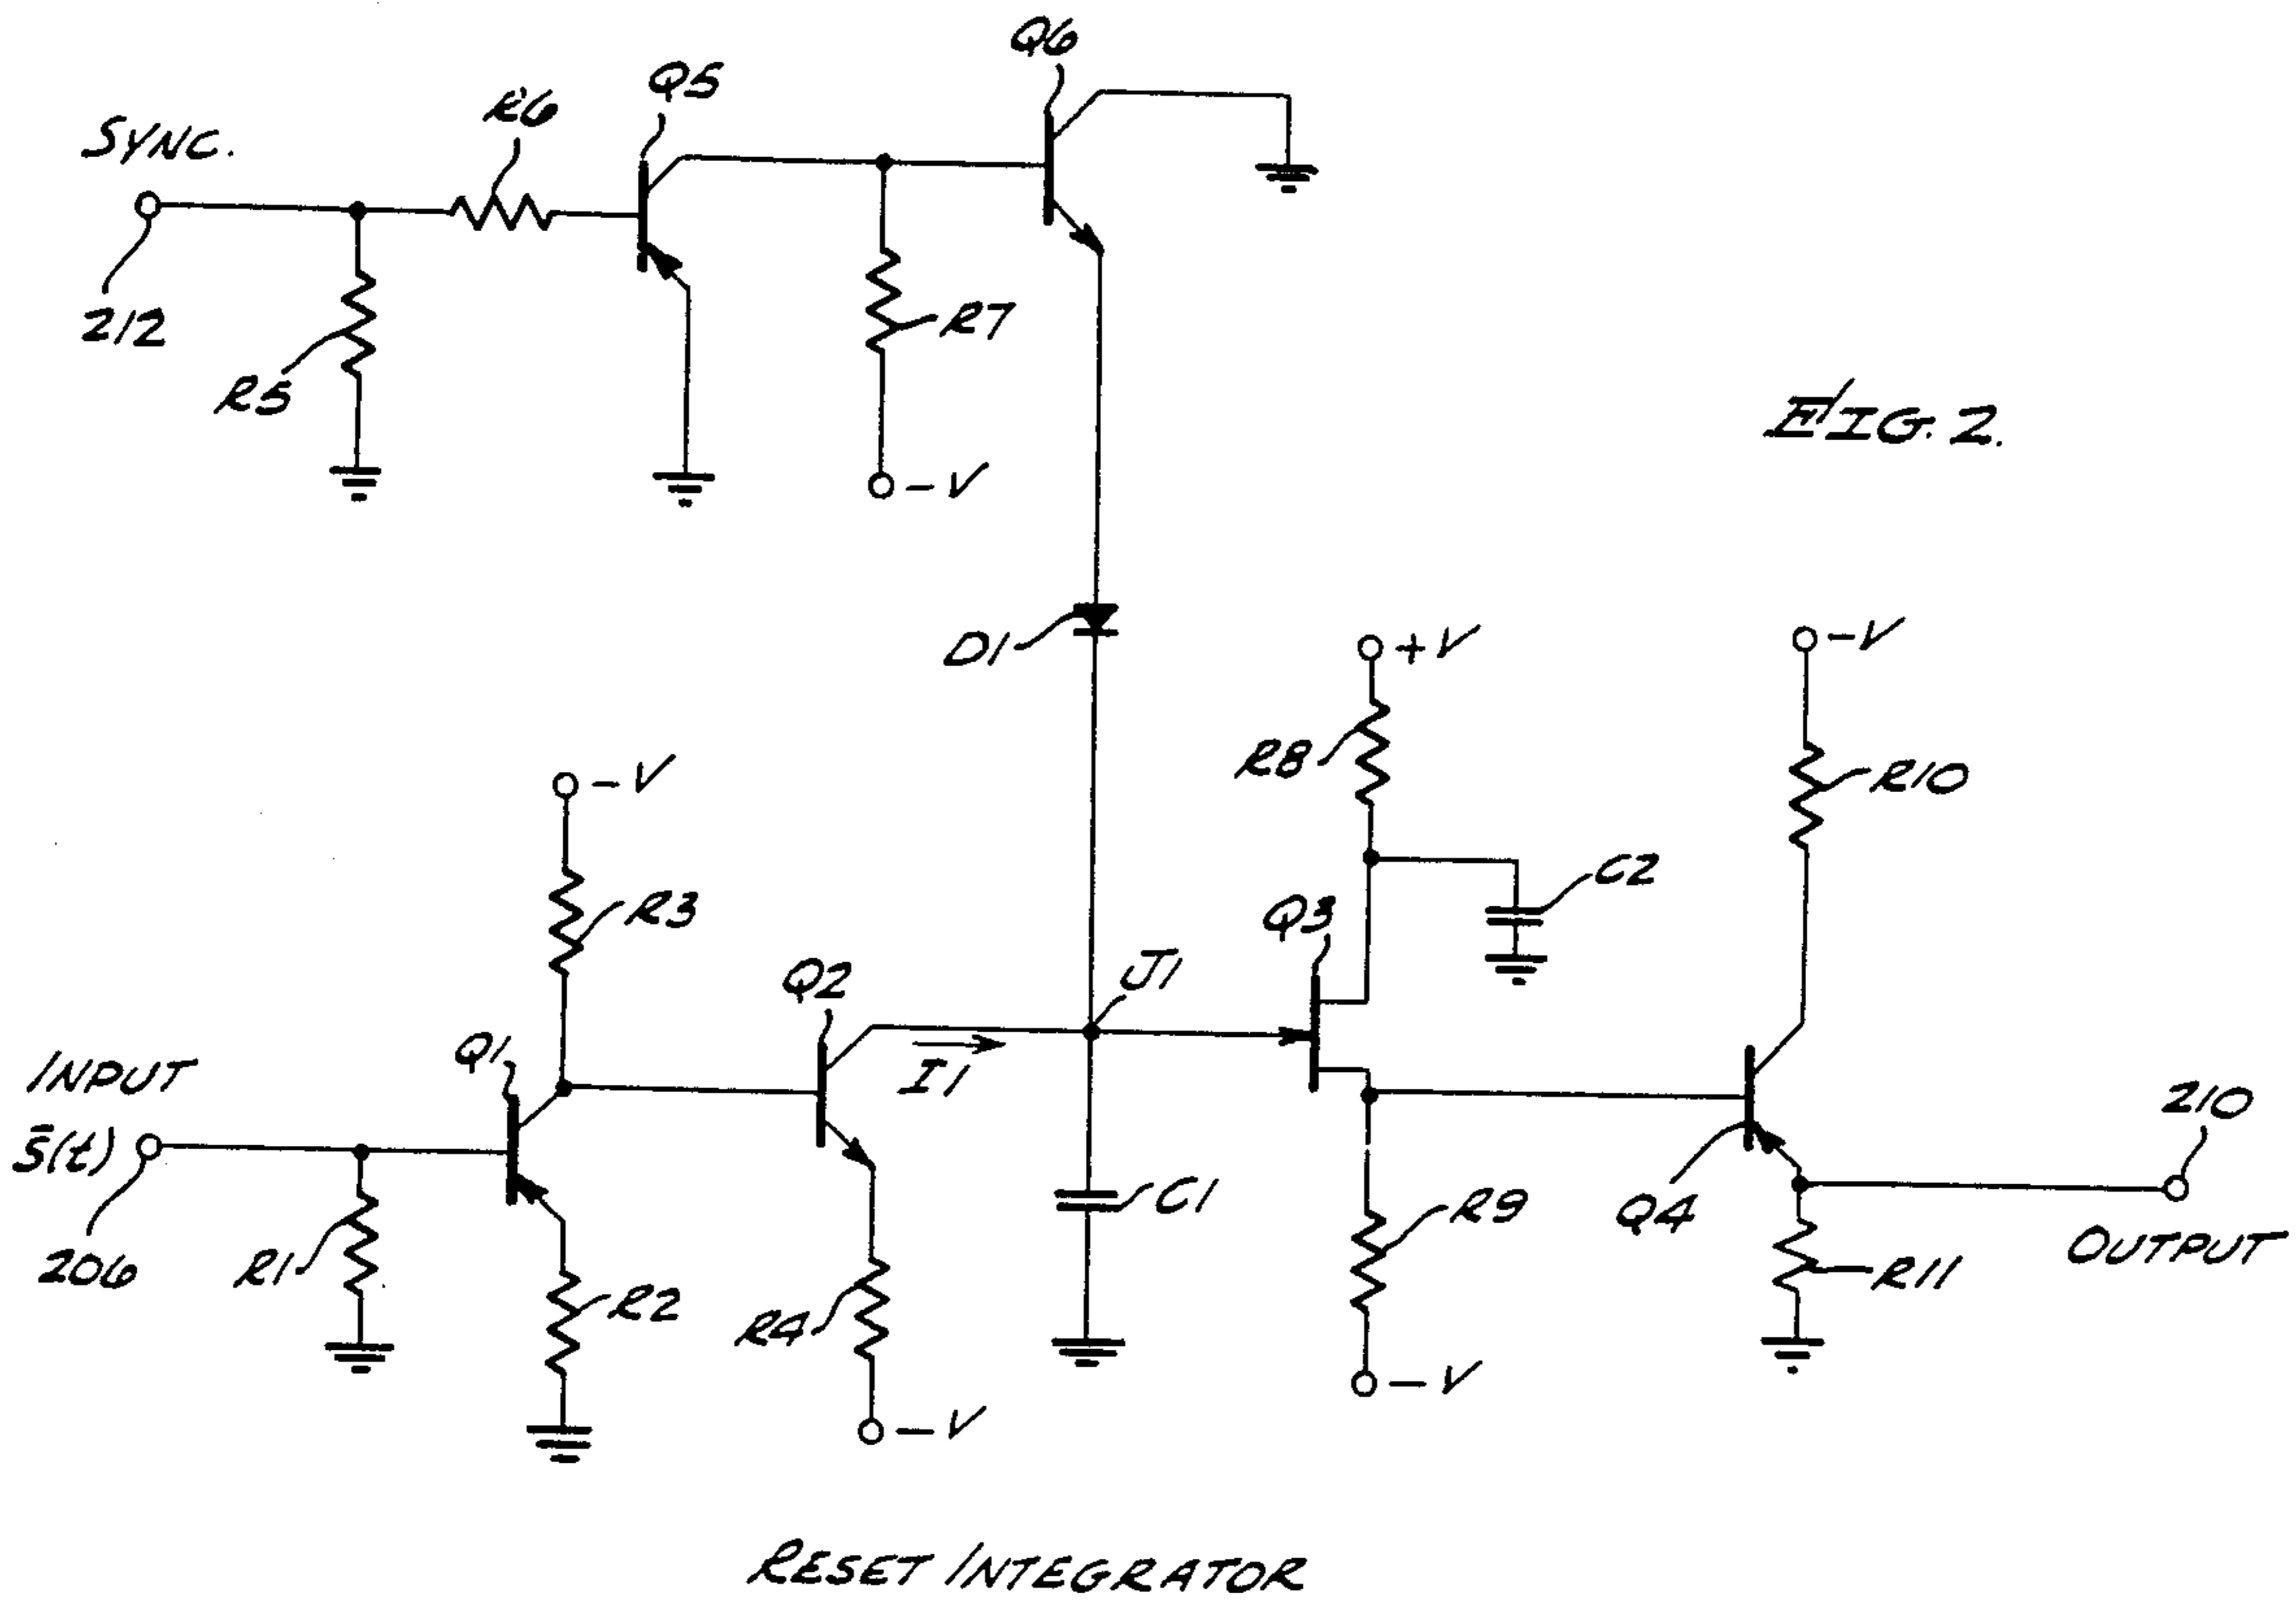 Q6
Q5
R6
SYNC.
212
R5
R7
-V
FIG. 2.
D1
+V
-V
R8
R10
-V
R3
C2
Q3
Q2
J1
Q1
I1
INPUT
s̄(t)
206
R1
R2
R4
-V
C1
R9
-V
Q4
210
OUTPUT
R11
RESET INTEGRATOR